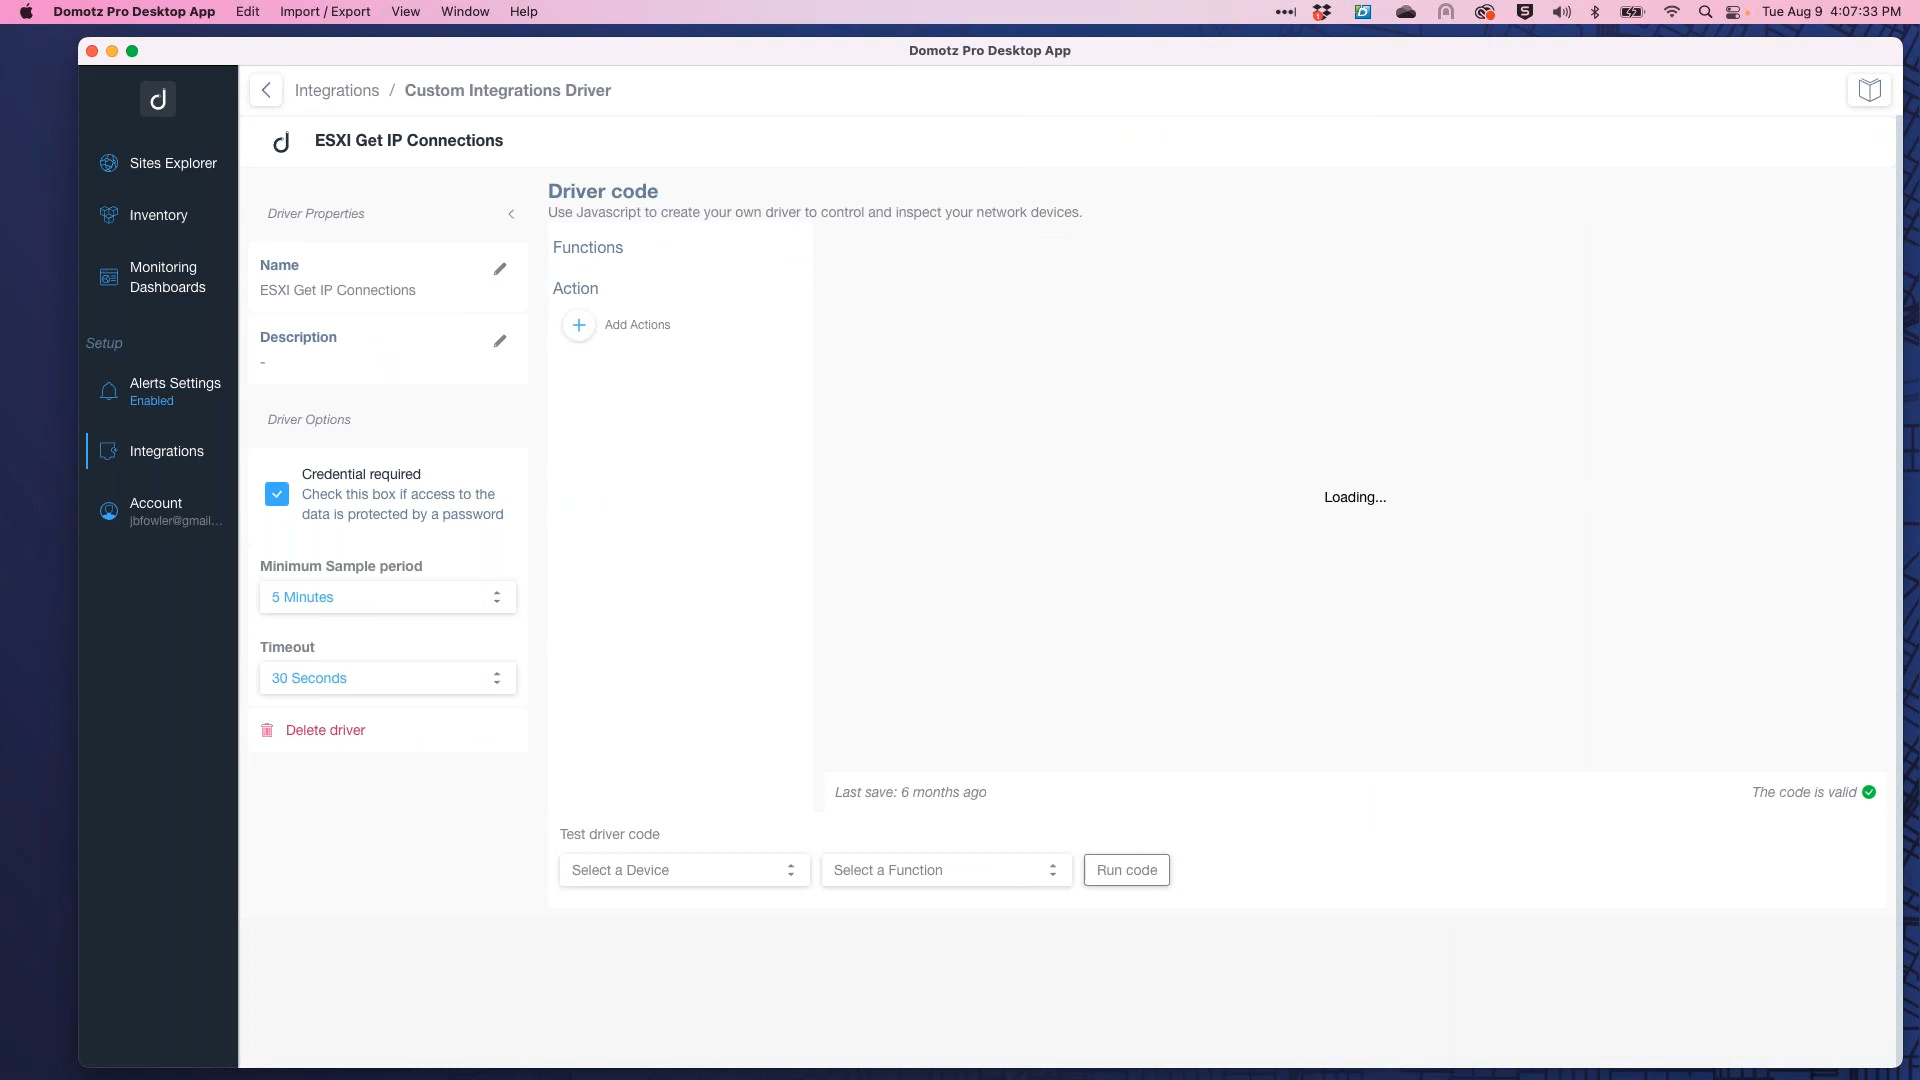 Domotz Pro Desktop App Edit Import / Export View Window Help Tue Aug 9 4:07:33 PM
Domotz Pro Desktop App
Integrations / Custom Integrations Driver
ESXI Get IP Connections
Sites Explorer
Inventory
Monitoring
Dashboards
Setup
Alerts Settings
Enabled
Integrations
Account
jbfowler@gmail...
Driver Properties
Name
ESXI Get IP Connections
Description
-
Driver Options
Credential required
Check this box if access to the
data is protected by a password
Minimum Sample period
5 Minutes
Timeout
30 Seconds
Delete driver
Driver code
Use Javascript to create your own driver to control and inspect your network devices.
Functions
Action
Add Actions
Loading...
Last save: 6 months ago
The code is valid
Test driver code
Select a Device
Select a Function
Run code